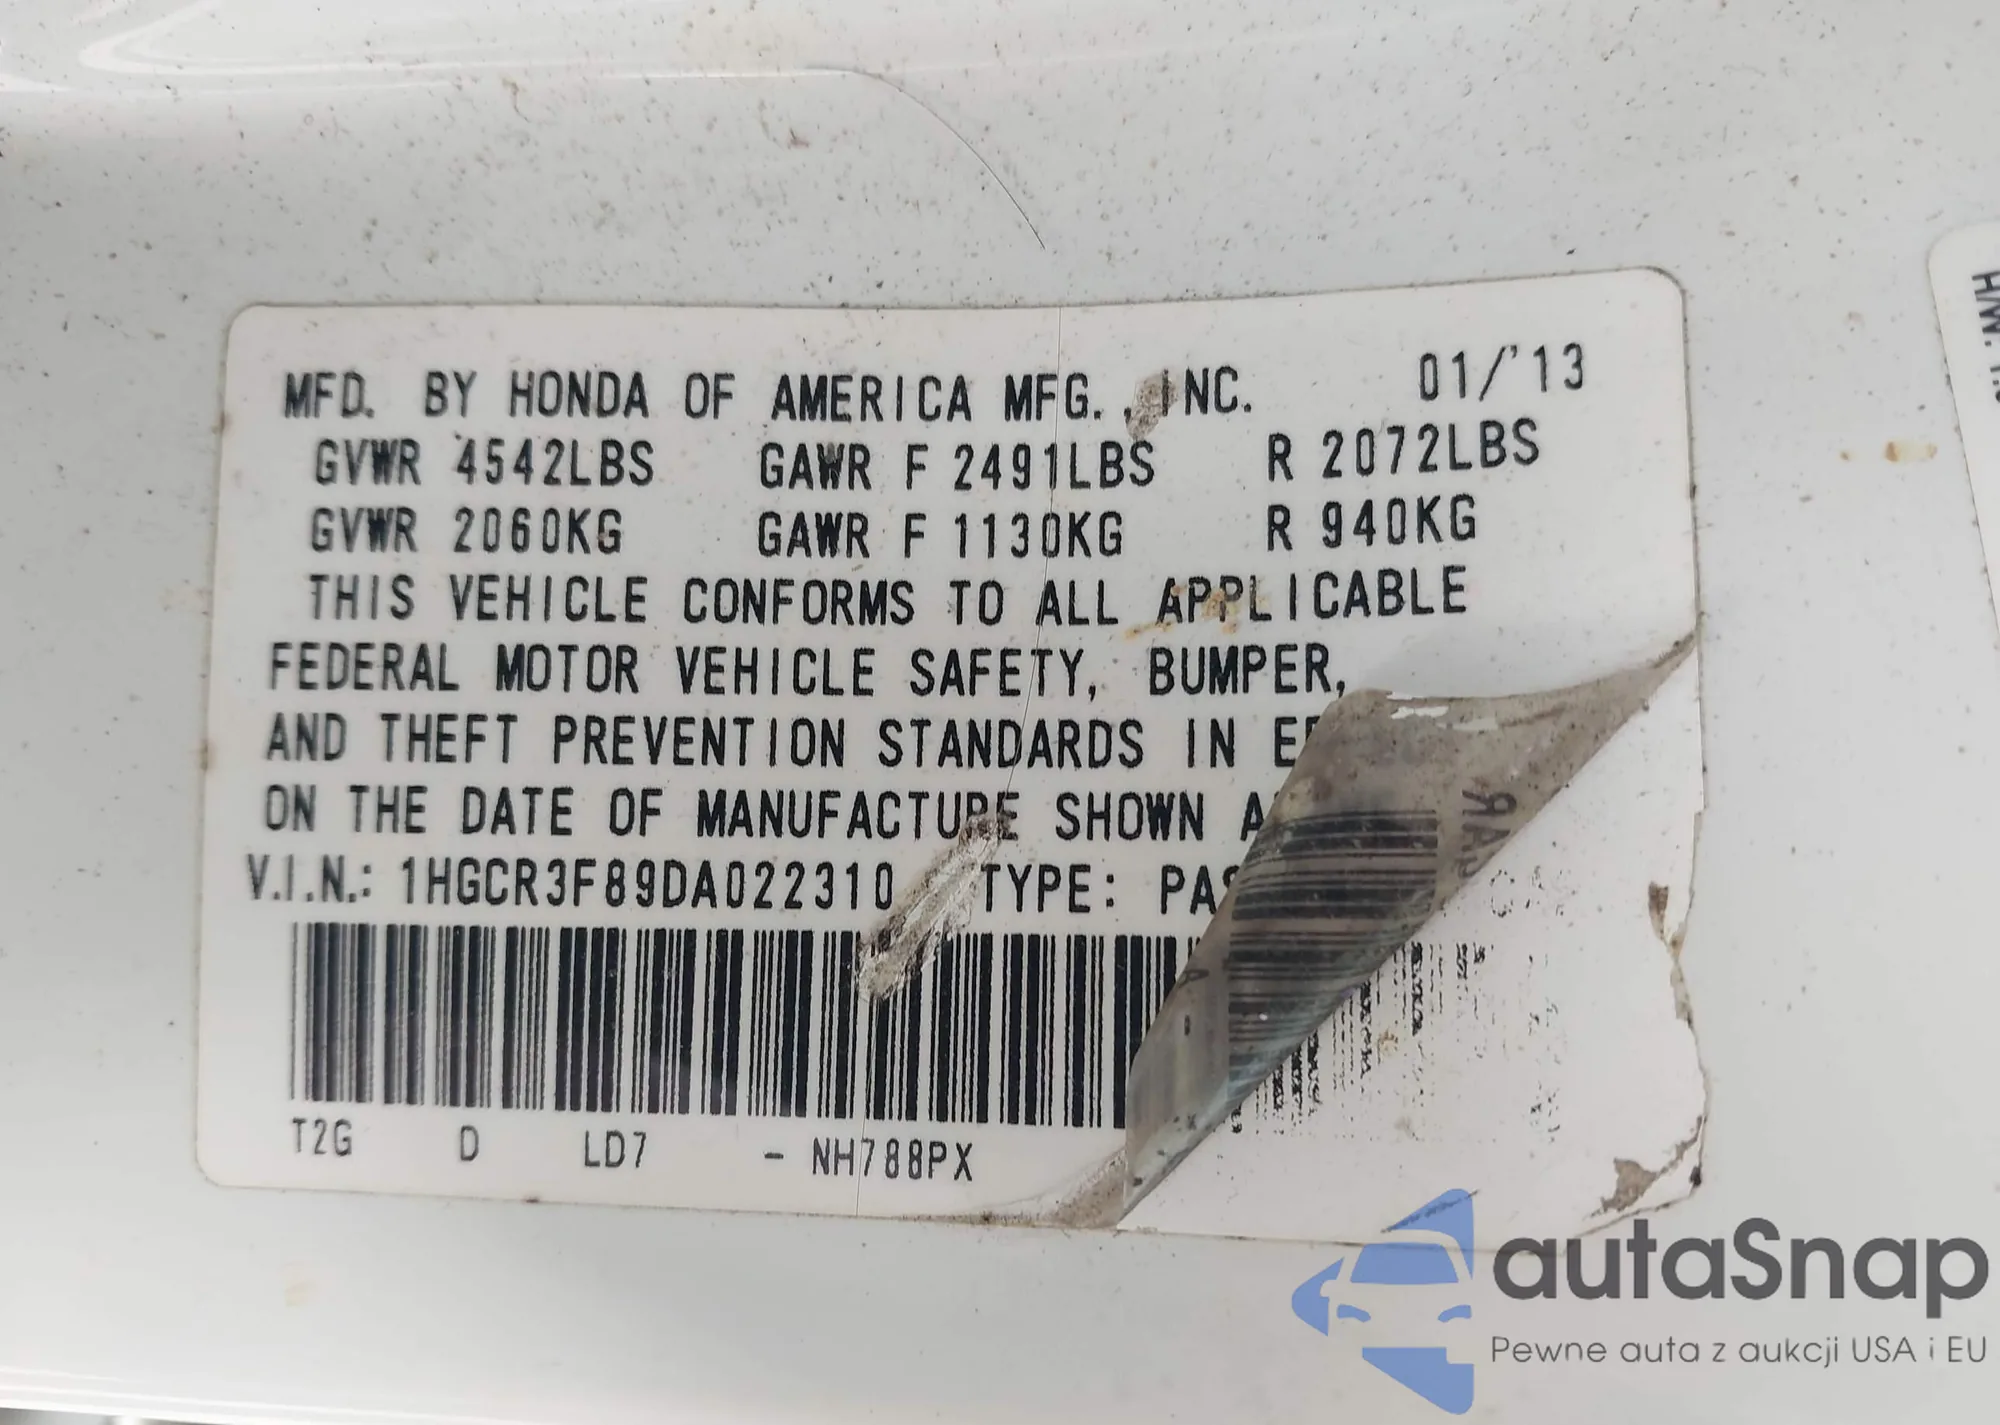 MFD. BY HONDA OF AMERICA MFG., INC. 01/'13
GVWR 4542LBS GAWR F 2491LBS R 2072LBS
GVWR 2060KG GAWR F 1130KG R 940KG
THIS VEHICLE CONFORMS TO ALL APPLICABLE
FEDERAL MOTOR VEHICLE SAFETY, BUMPER,
AND THEFT PREVENTION STANDARDS IN
ON THE DATE OF MANUFACTURE SHOWN
V.I.N.: 1HGCR3F89DA022310 TYPE:
T2G D LD7 - NH788PX
H/W:
autaSnap
Pewne auta z aukcji USA i EU